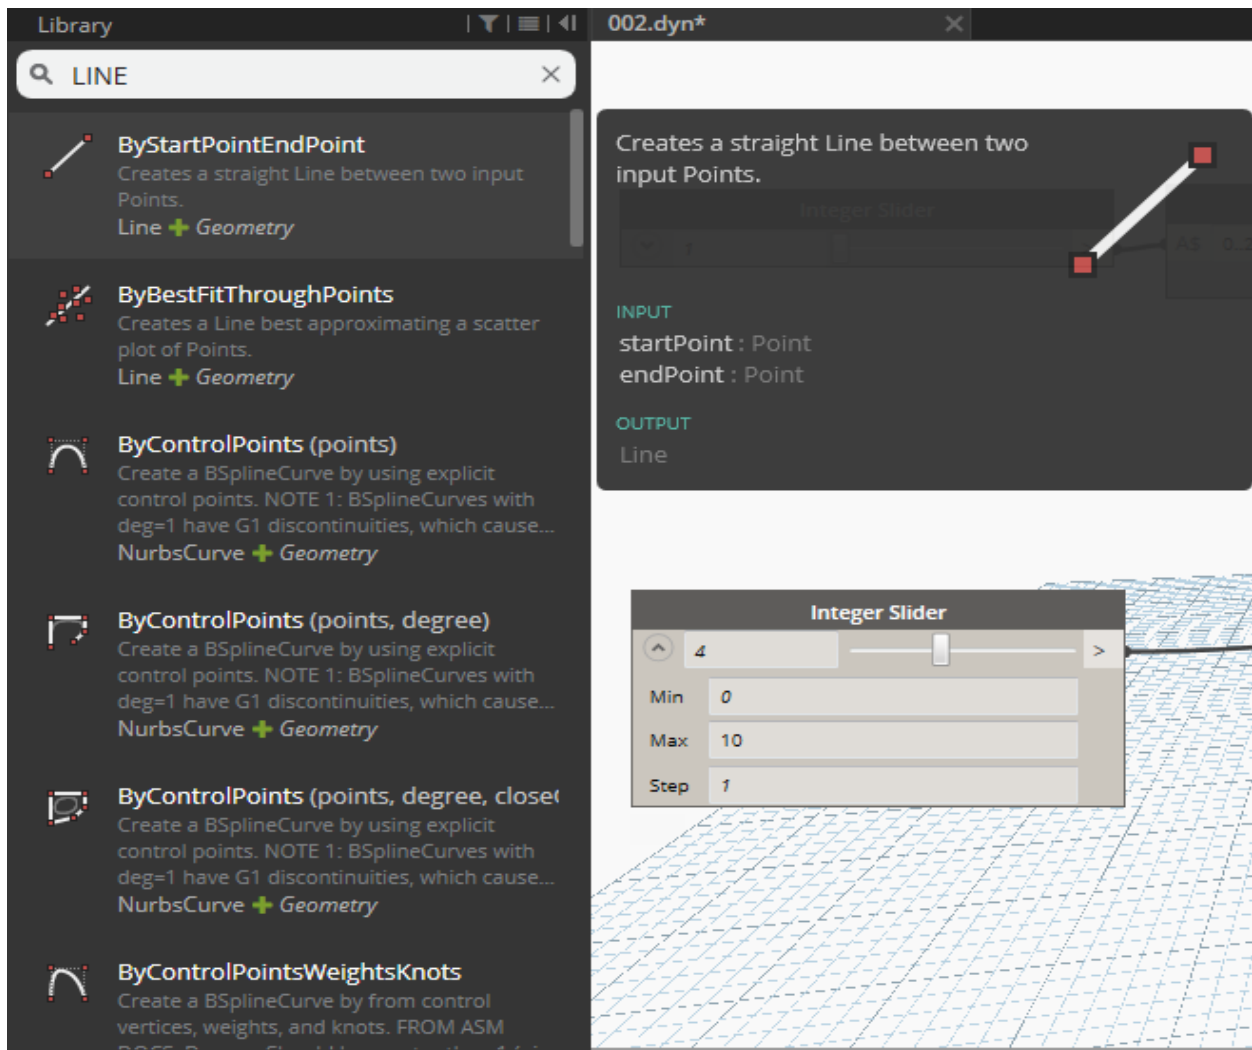 Library
002.dyn*
LINE
ByStartPointEndPoint
Creates a straight Line between two input
Points.
Line + Geometry
ByBestFitThroughPoints
Creates a Line best approximating a scatter
plot of Points.
Line + Geometry
ByControlPoints (points)
Create a BSplineCurve by using explicit
control points. NOTE 1: BSplineCurves with
deg=1 have G1 discontinuities, which cause...
NurbsCurve + Geometry
ByControlPoints (points, degree)
Create a BSplineCurve by using explicit
control points. NOTE 1: BSplineCurves with
deg=1 have G1 discontinuities, which cause...
NurbsCurve + Geometry
ByControlPoints (points, degree, close
Create a BSplineCurve by using explicit
control points. NOTE 1: BSplineCurves with
deg=1 have G1 discontinuities, which cause...
NurbsCurve + Geometry
ByControlPointsWeightsKnots
Create a BSplineCurve by from control
vertices, weights, and knots. FROM ASM
Creates a straight Line between two
input Points.
Integer Slider
1
AS 0..
INPUT
startPoint : Point
endPoint : Point
OUTPUT
Line
Integer Slider
4 >
Min 0
Max 10
Step 1